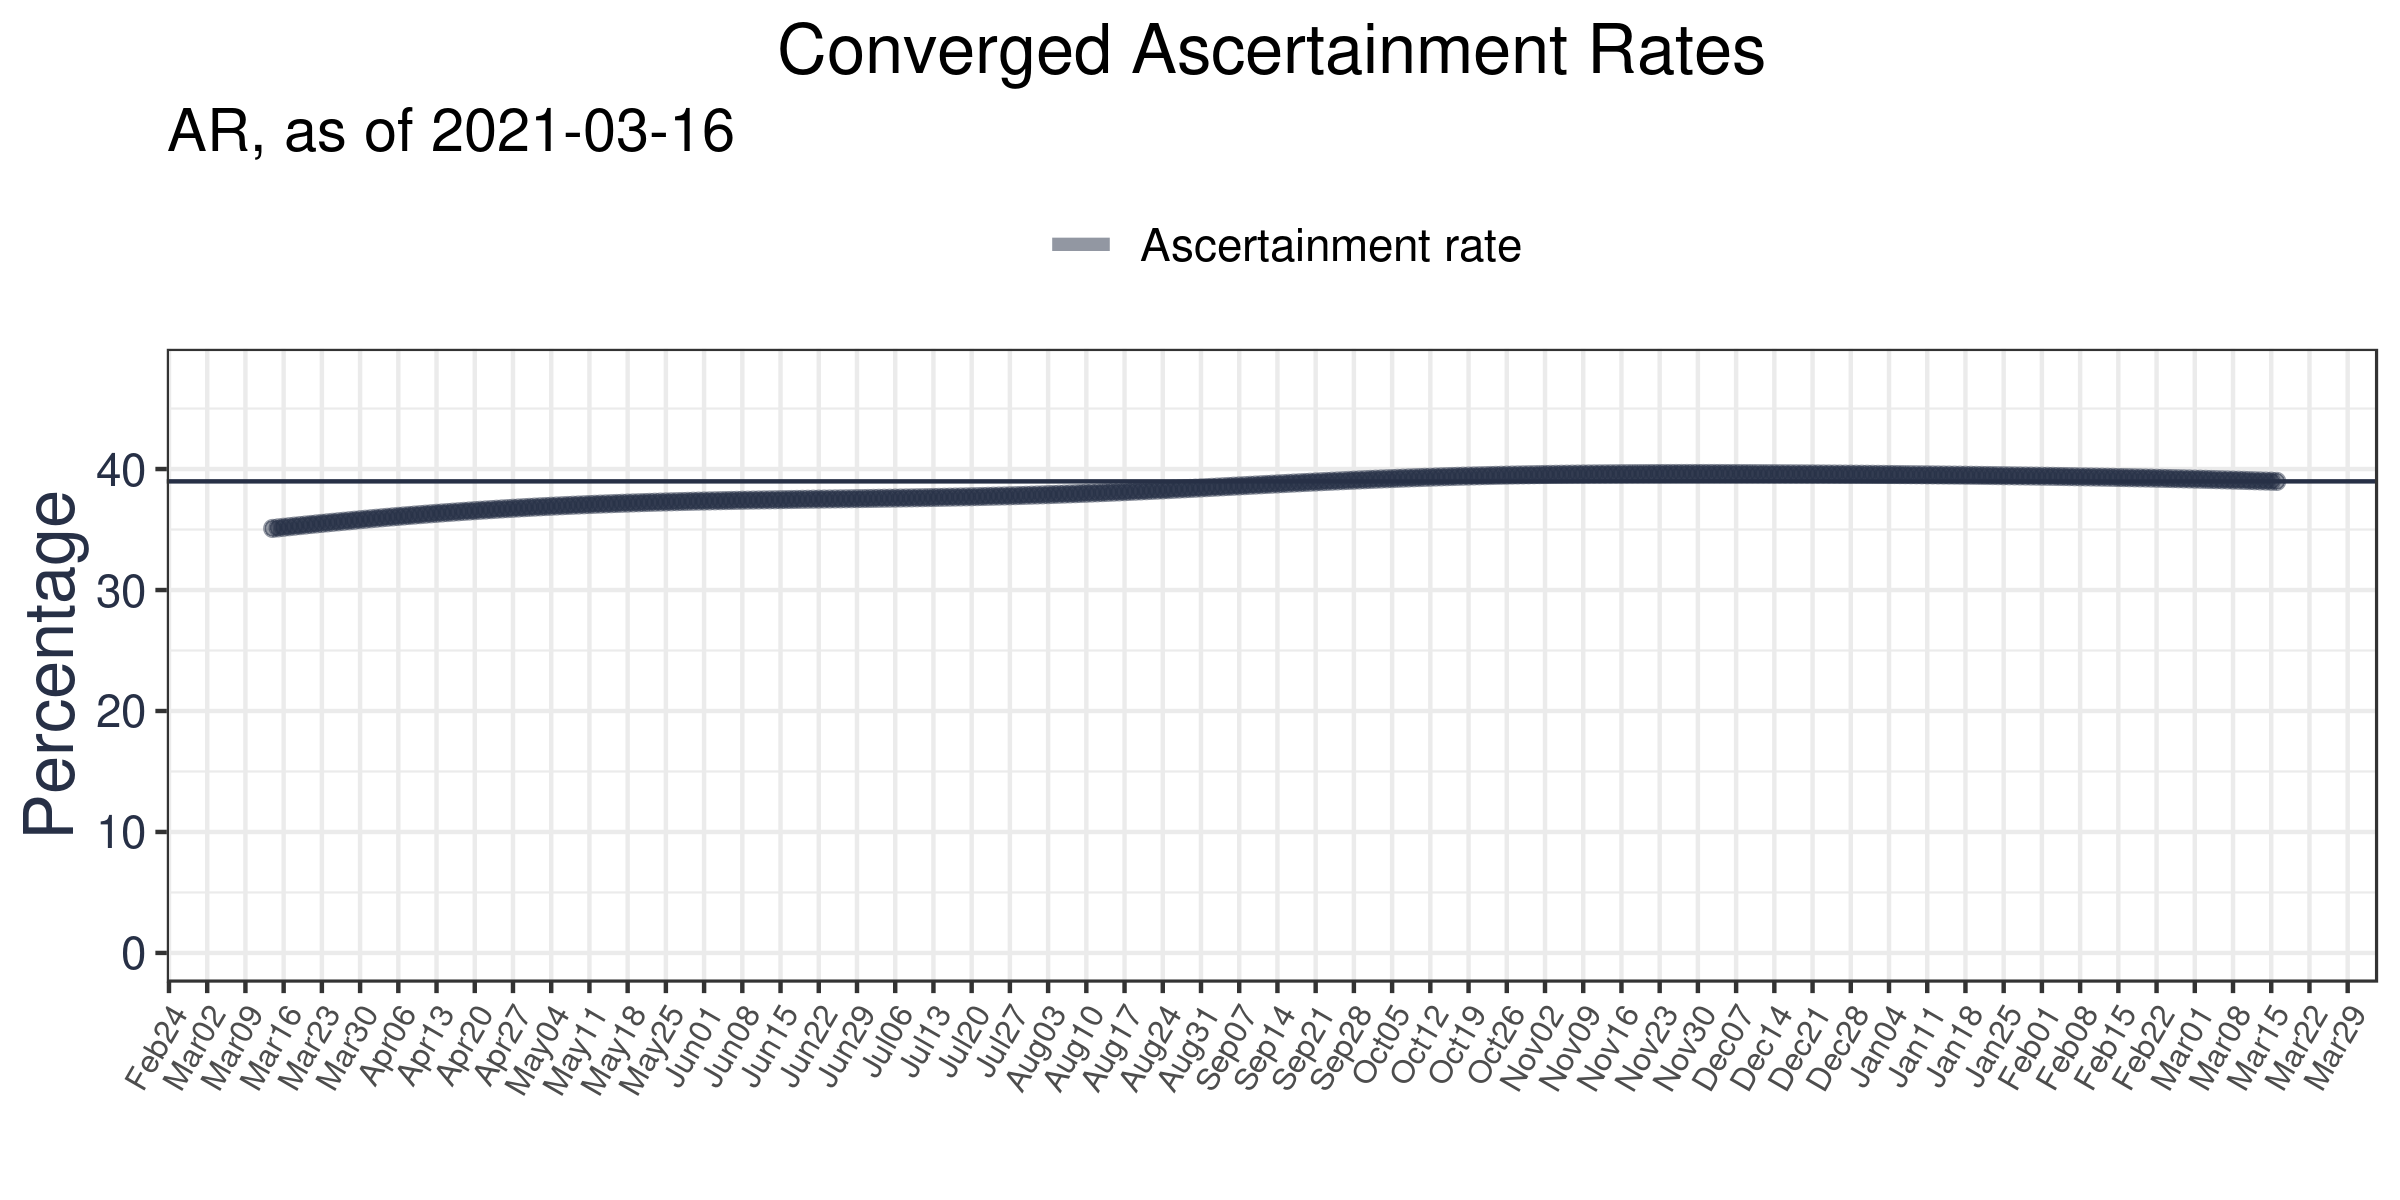 Converged Ascertainment Rates
AR, as of 2021-03-16
Ascertainment rate
Percentage
40
30
20
10
0
Feb24
Mar02
Mar09
Mar16
Mar23
Mar30
Apr06
Apr13
Apr20
Apr27
May04
May11
May18
May25
Jun01
Jun08
Jun15
Jun22
Jun29
Jul06
Jul13
Jul20
Jul27
Aug03
Aug10
Aug17
Aug24
Aug31
Sep07
Sep14
Sep21
Sep28
Oct05
Oct12
Oct19
Oct26
Nov02
Nov09
Nov16
Nov23
Nov30
Dec07
Dec14
Dec21
Dec28
Jan04
Jan11
Jan18
Jan25
Feb01
Feb08
Feb15
Feb22
Mar01
Mar08
Mar15
Mar22
Mar29